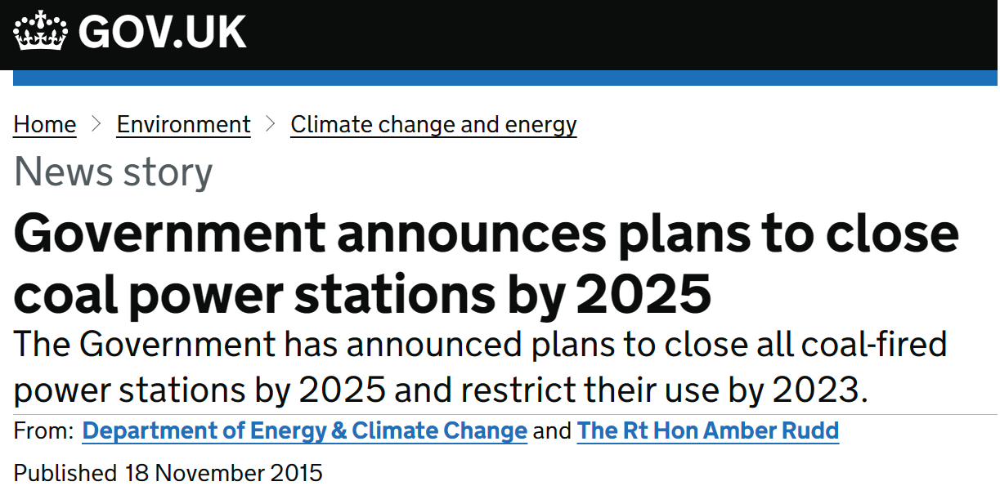 GOV.UK
Home > Environment > Climate change and energy
News story
Government announces plans to close
coal power stations by 2025
The Government has announced plans to close all coal-fired
power stations by 2025 and restrict their use by 2023.
From: Department of Energy & Climate Change and The Rt Hon Amber Rudd
Published 18 November 2015